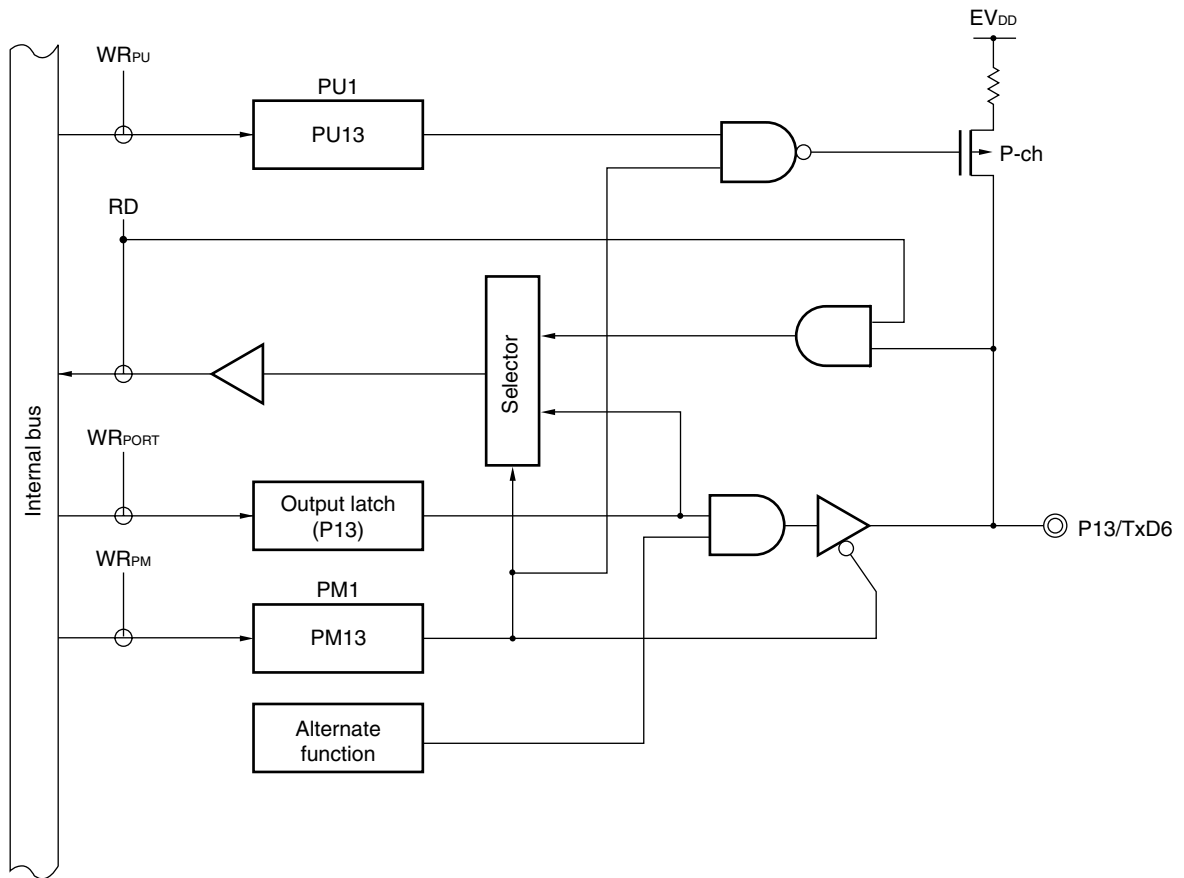 EVDD
WRPU
PU1
PU13
P-ch
RD
Selector
Internal bus
WRPORT
Output latch
(P13)
P13/TxD6
WRPM
PM1
PM13
Alternate
function